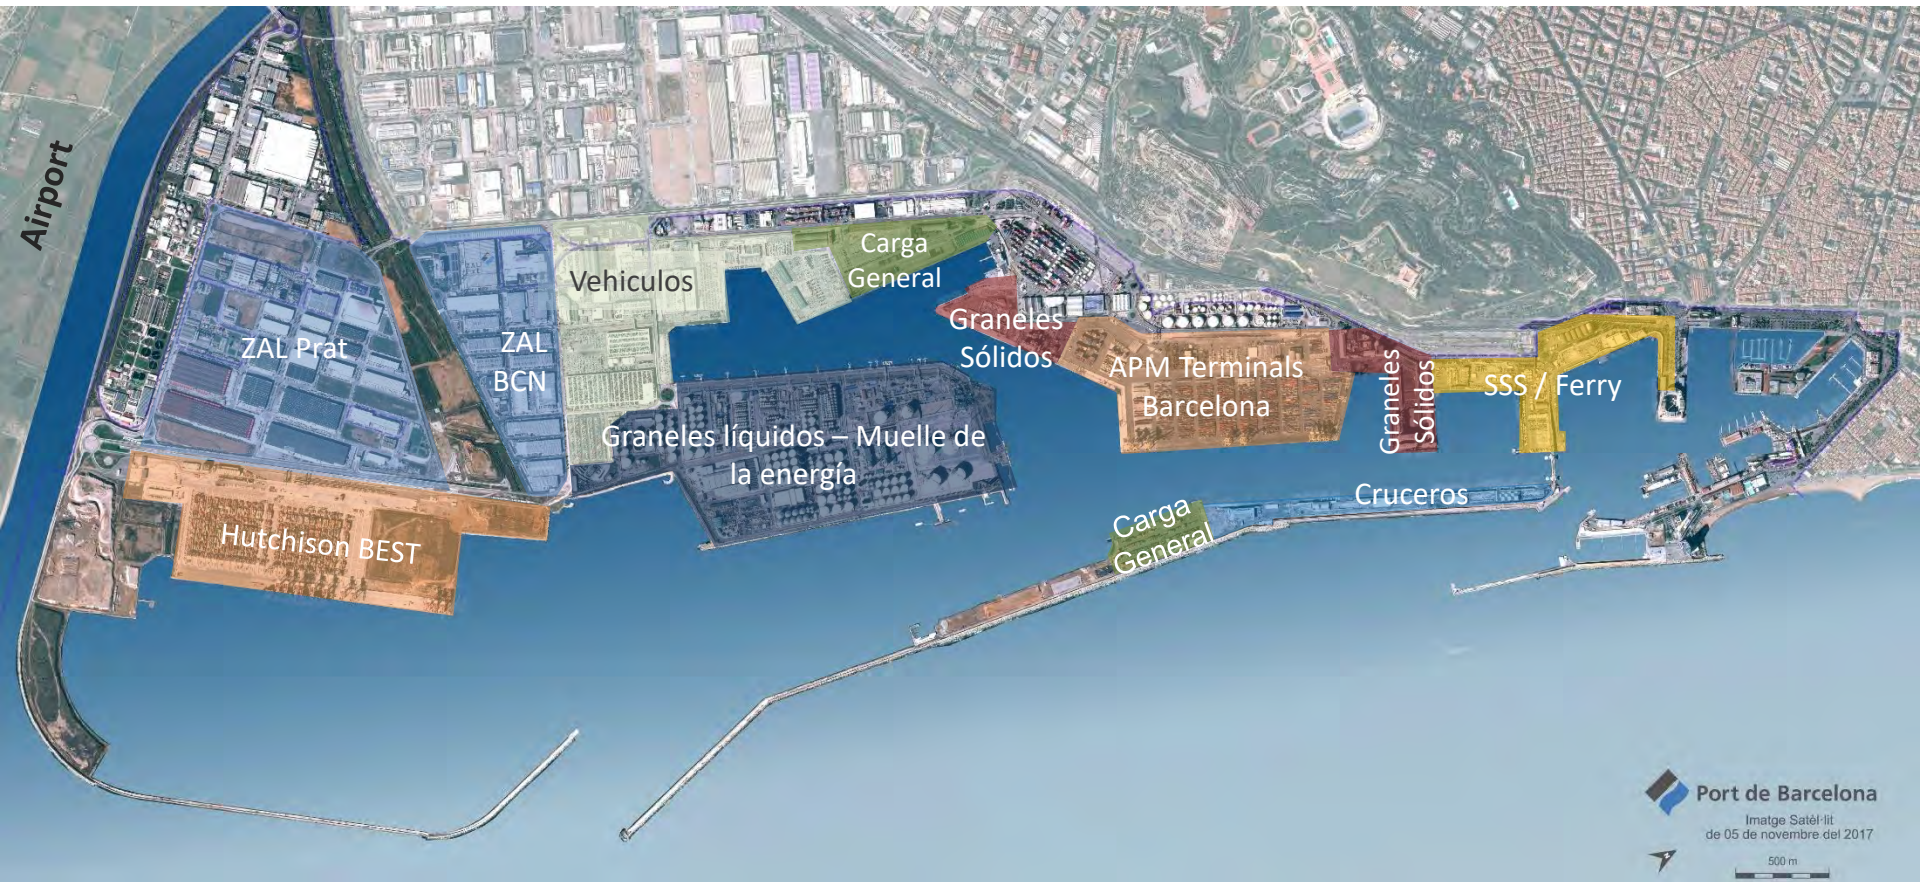 Airport
Vehiculos
Carga
General
ZAL Prat
ZAL
BCN
Graneles
Sólidos
APM Terminals
Barcelona
Graneles
Sólidos
SSS / Ferry
Graneles líquidos – Muelle de
la energía
Hutchison BEST
Carga
General
Cruceros
Port de Barcelona
Imatge Satèl·lit
de 05 de novembre del 2017
500 m